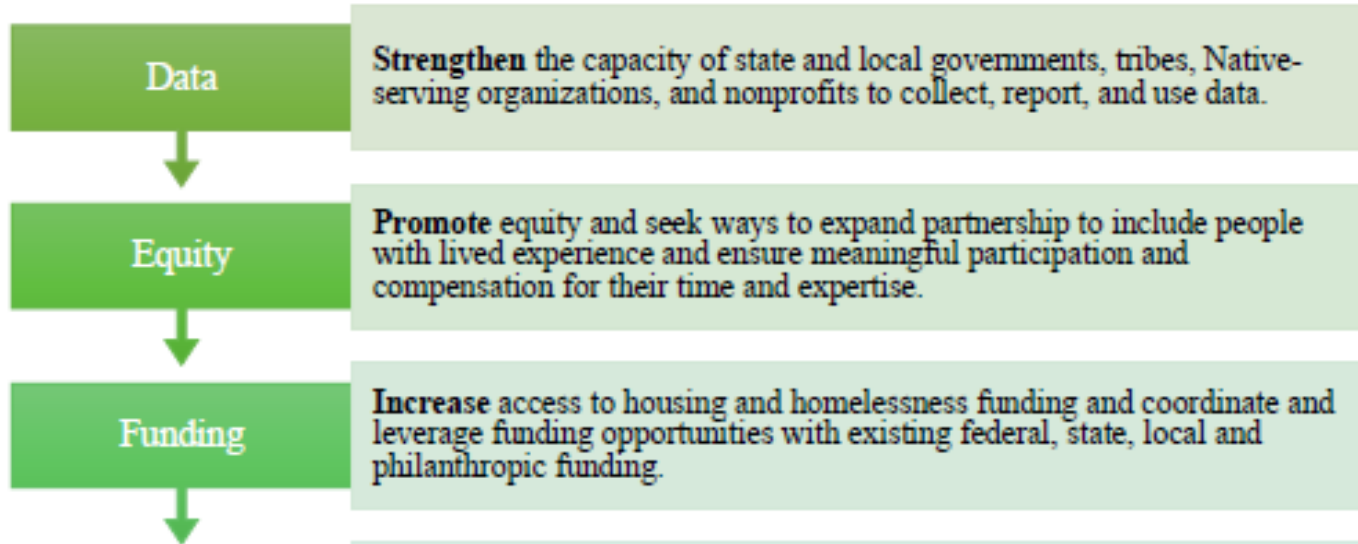 Data
Strengthen the capacity of state and local governments, tribes, Native-
serving organizations, and nonprofits to collect, report, and use data.
Equity
Promote equity and seek ways to expand partnership to include people
with lived experience and ensure meaningful participation and
compensation for their time and expertise.
Funding
Increase access to housing and homelessness funding and coordinate and
leverage funding opportunities with existing federal, state, local and
philanthropic funding.